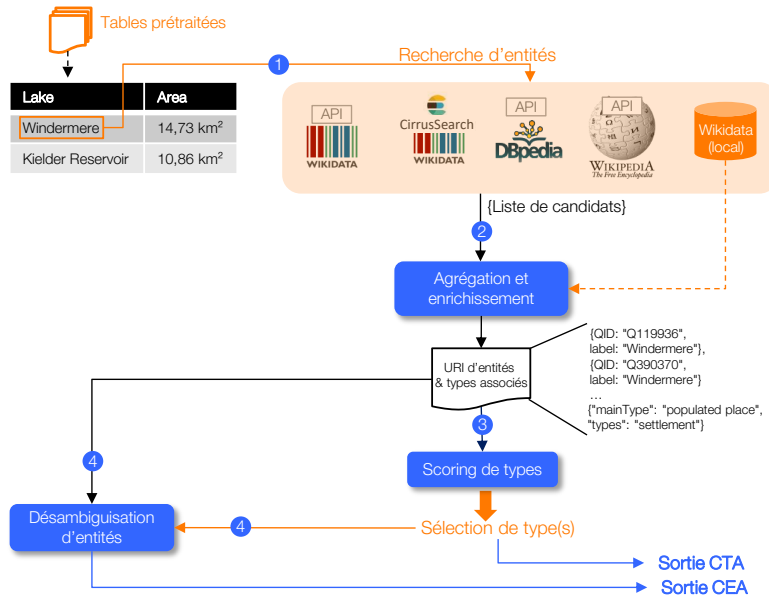 Tables prétraitées
1
Recherche d'entités
Lake
Area
Windermere
14,73 km²
Kielder Reservoir
10,86 km²
API
WIKIDATA
CirrusSearch
WIKIDATA
API
DBpedia
API
WIKIPEDIA
The Free Encyclopedia
Wikidata
(local)
{Liste de candidats}
2
Agrégation et
enrichissement
URI d'entités
& types associés
{QID: "Q119936",
label: "Windermere"},
{QID: "Q390370",
label: "Windermere"}
…
{"mainType": "populated place",
"types": "settlement"}
3
4
Scoring de types
Désambiguisation
d'entités
4
Sélection de type(s)
Sortie CTA
Sortie CEA